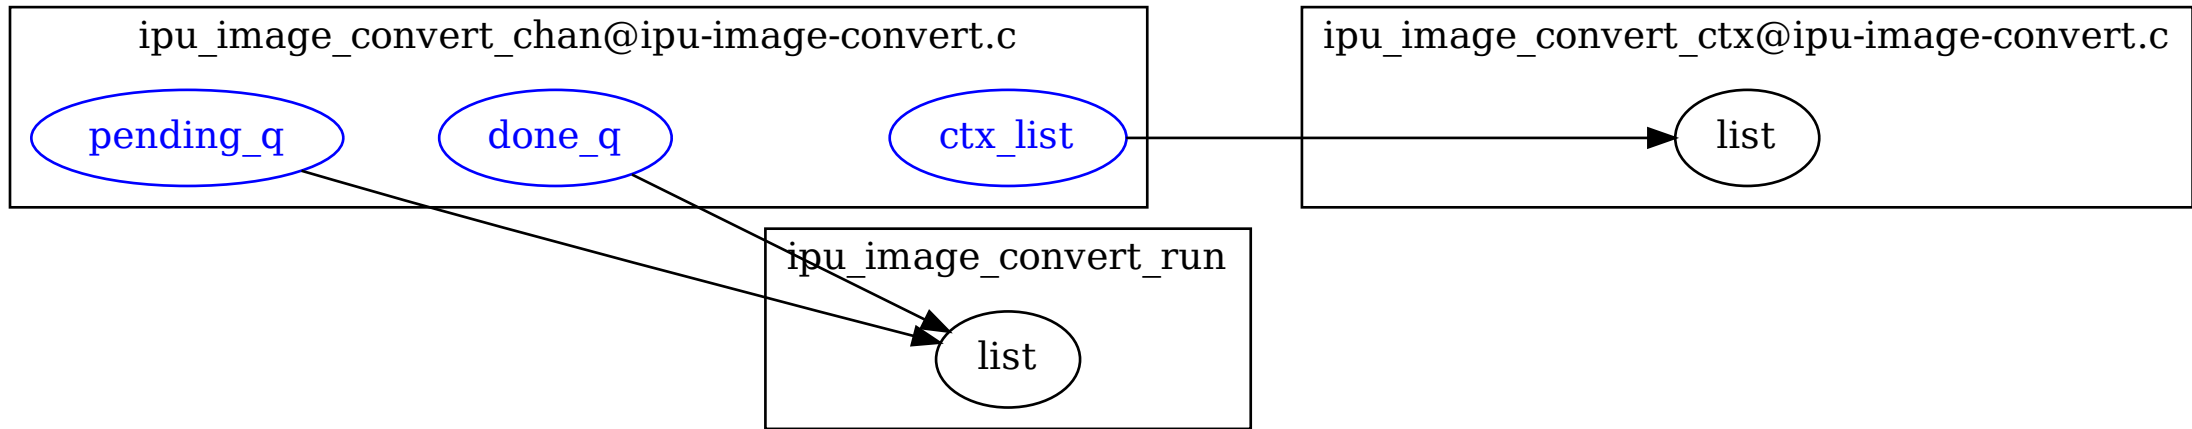 ipu_image_convert_chan@ipu-image-convert.c
pending_q
done_q
ctx_list
ipu_image_convert_ctx@ipu-image-convert.c
list
ipu_image_convert_run
list